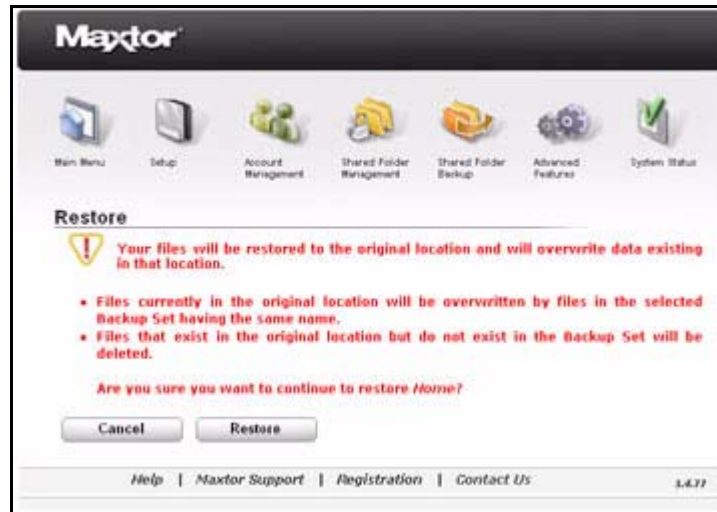 Maxtor
Main Menu
Setup
Account
Management
Shared Folder
Management
Shared Folder
Backup
Advanced
Features
System Status
Restore
Your files will be restored to the original location and will overwrite data existing
in that location.
• Files currently in the original location will be overwritten by files in the selected
Backup Set having the same name.
• Files that exist in the original location but do not exist in the Backup Set will be
deleted.
Are you sure you want to continue to restore Home?
Cancel
Restore
Help | Maxtor Support | Registration | Contact Us